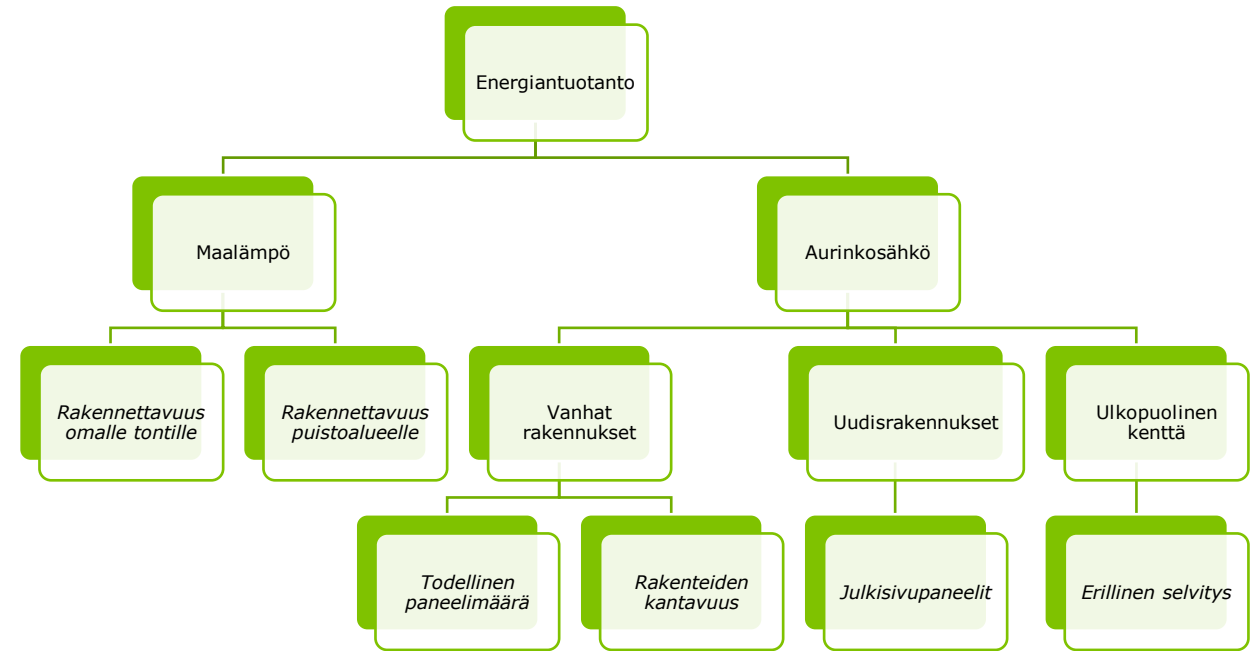 Energiantuotanto
Maalämpö
Aurinkosähkö
Rakennettavuus
omalle tontille
Rakennettavuus
puistoalueelle
Vanhat
rakennukset
Uudisrakennukset
Ulkopuolinen
kenttä
Todellinen
paneelimäärä
Rakenteiden
kantavuus
Julkisivupaneelit
Erillinen selvitys